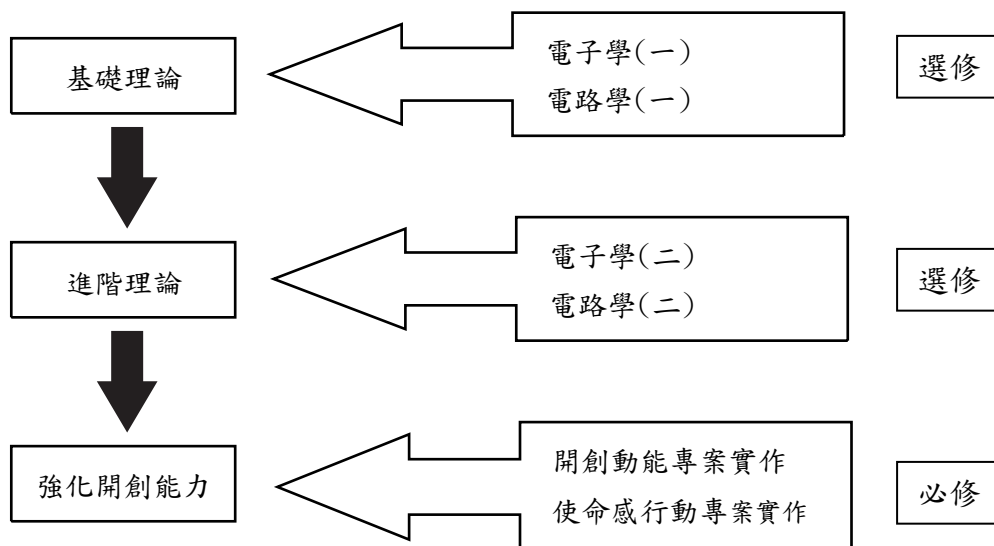 基礎理論
電子學(一)
電路學(一)
選修
進階理論
電子學(二)
電路學(二)
選修
強化開創能力
開創動能專案實作
使命感行動專案實作
必修